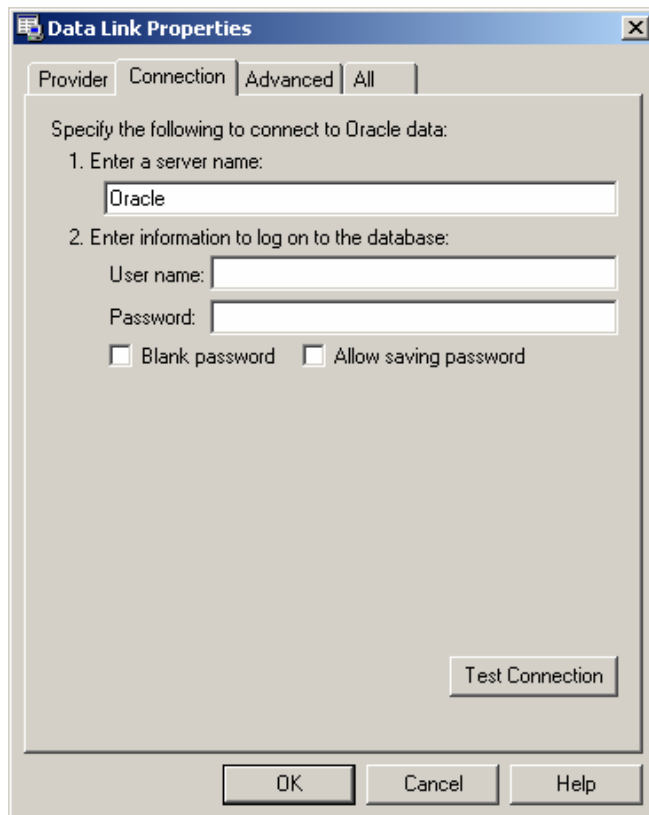 Data Link Properties
Provider Connection Advanced All
Specify the following to connect to Oracle data:
1. Enter a server name:
Oracle
2. Enter information to log on to the database:
User name:
Password:
Blank password Allow saving password
Test Connection
OK Cancel Help